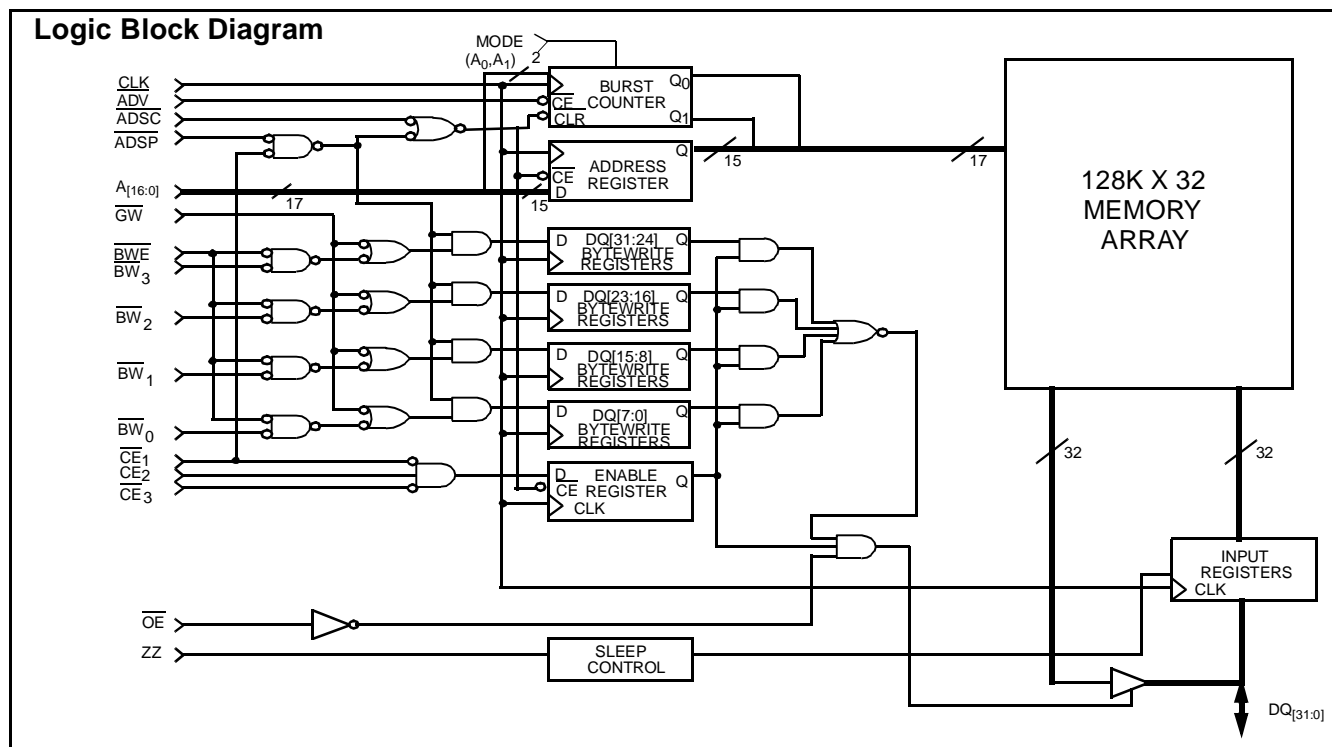 Logic Block Diagram
MODE
(A0,A1)
2
CLK
ADV
ADSC
ADSP
A[16:0]
17
GW
BWE
BW3
BW2
BW1
BW0
CE1
CE2
CE3
OE
ZZ
BURST
COUNTER
Q0
CE
CLR
Q1
ADDRESS
REGISTER
Q
CE
D
15
15
17
D
DQ[31:24]
Q
BYTEWRITE
REGISTERS
D
DQ[23:16]
Q
BYTEWRITE
REGISTERS
D
DQ[15:8]
Q
BYTEWRITE
REGISTERS
D
DQ[7:0]
Q
BYTEWRITE
REGISTERS
D
ENABLE
Q
CE
REGISTER
CLK
SLEEP
CONTROL
128K X 32
MEMORY
ARRAY
32
32
INPUT
REGISTERS
CLK
DQ[31:0]